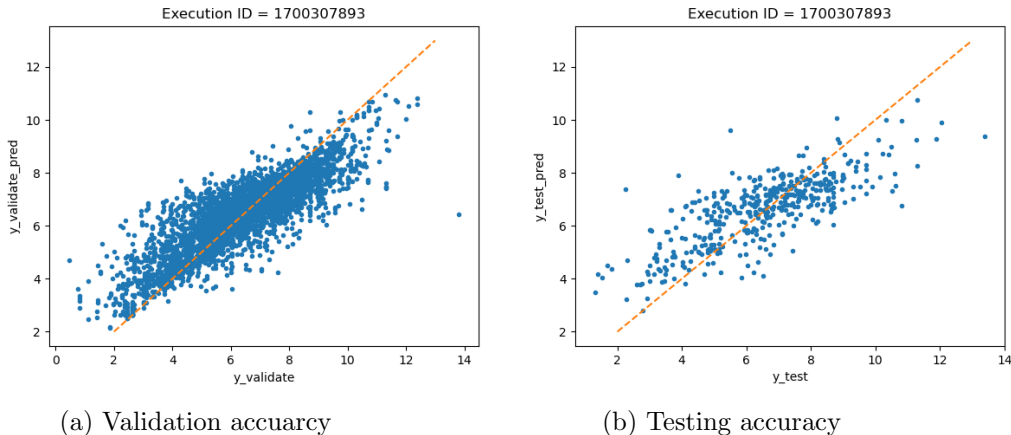 Execution ID = 1700307893
12
10
8
6
4
2
y_validate_pred
0 2 4 6 8 10 12 14
y_validate
(a) Validation accuarcy
Execution ID = 1700307893
12
10
8
6
4
2
y_test_pred
2 4 6 8 10 12 14
y_test
(b) Testing accuracy